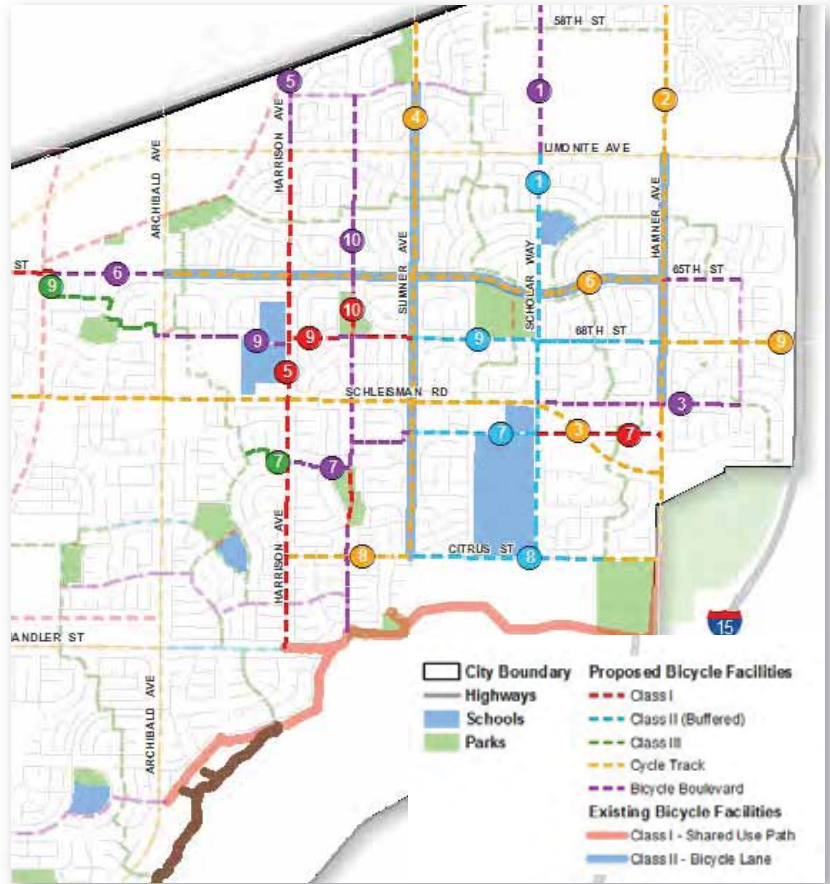 58TH ST
5
1
2
4
HARRISON AVE
ARCHIBALD AVE
LIMONITE AVE
1
HAMNER AVE
10
SUMNER AVE
SCHOLAR WAY
ST
6
65TH ST
9
6
10
68TH ST
9
9
9
9
5
SCHLEISMAN RD
3
7
3
7
7
7
HARRISON AVE
8
CITRUS ST
8
15
ANDLER ST
ARCHIBALD AVE
City Boundary
Highways
Schools
Parks
Proposed Bicycle Facilities
Class I
Class II (Buffered)
Class III
Cycle Track
Bicycle Boulevard
Existing Bicycle Facilities
Class I - Shared Use Path
Class II - Bicycle Lane